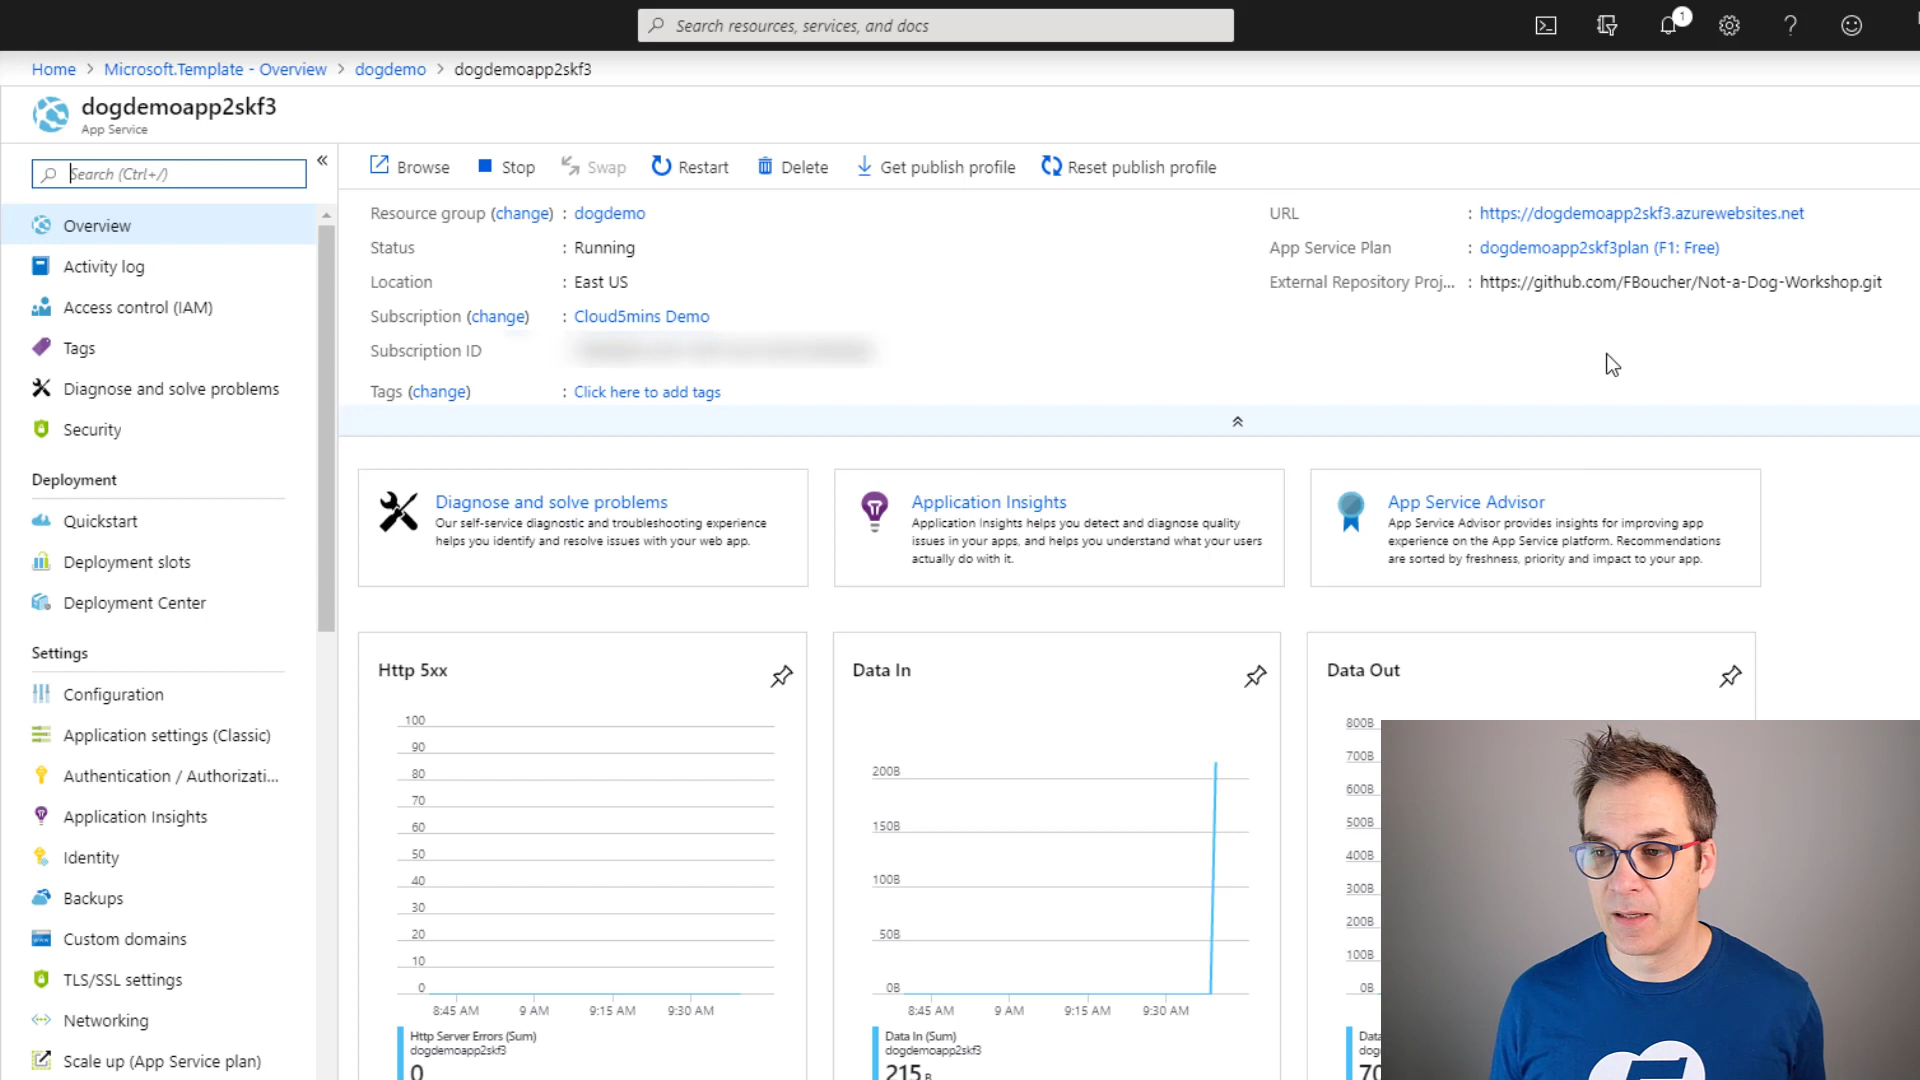 Search resources, services, and docs
1
Home > Microsoft.Template - Overview > dogdemo > dogdemoapp2skf3
dogdemoapp2skf3
App Service
Search (Ctrl+/)
Overview
Activity log
Access control (IAM)
Tags
Diagnose and solve problems
Security
Deployment
Quickstart
Deployment slots
Deployment Center
Settings
Configuration
Application settings (Classic)
Authentication / Authorizati...
Application Insights
Identity
Backups
Custom domains
TLS/SSL settings
Networking
Scale up (App Service plan)
Browse Stop Swap Restart Delete Get publish profile Reset publish profile
Resource group (change) : dogdemo
Status : Running
Location : East US
Subscription (change) : Cloud5mins Demo
Subscription ID
Tags (change) : Click here to add tags
URL : https://dogdemoapp2skf3.azurewebsites.net
App Service Plan : dogdemoapp2skf3plan (F1: Free)
External Repository Proj... : https://github.com/FBoucher/Not-a-Dog-Workshop.git
Diagnose and solve problems
Our self-service diagnostic and troubleshooting experience
helps you identify and resolve issues with your web app.
Application Insights
Application Insights helps you detect and diagnose quality
issues in your apps, and helps you understand what your users
actually do with it.
App Service Advisor
App Service Advisor provides insights for improving app
experience on the App Service platform. Recommendations
are sorted by freshness, priority and impact to your app.
Http 5xx
100
90
80
70
60
50
40
30
20
10
0
8:45 AM 9 AM 9:15 AM 9:30 AM
Http Server Errors (Sum)
dogdemoapp2skf3
0
Data In
200B
150B
100B
50B
0B
8:45 AM 9 AM 9:15 AM 9:30 AM
Data In (Sum)
dogdemoapp2skf3
215 B
Data Out
800B
700B
600B
500B
400B
300B
200B
100B
0B
Data
dog
70